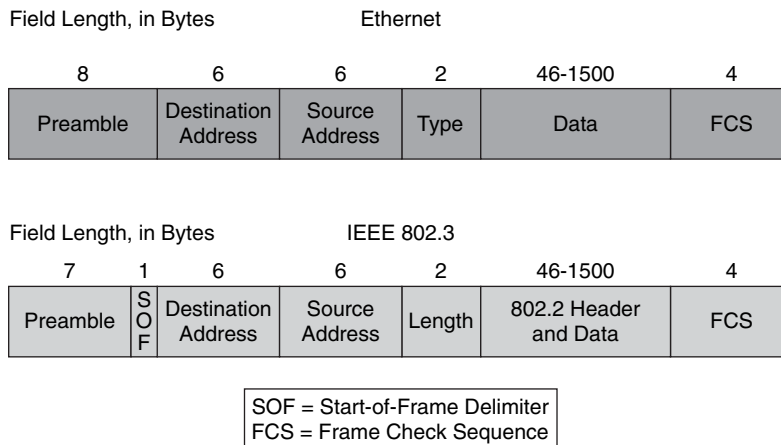 Field Length, in Bytes Ethernet
8 6 6 2 46-1500 4
Preamble Destination Address Source Address Type Data FCS
Field Length, in Bytes IEEE 802.3
7 1 6 6 2 46-1500 4
Preamble SOF Destination Address Source Address Length 802.2 Header and Data FCS
SOF = Start-of-Frame Delimiter
FCS = Frame Check Sequence